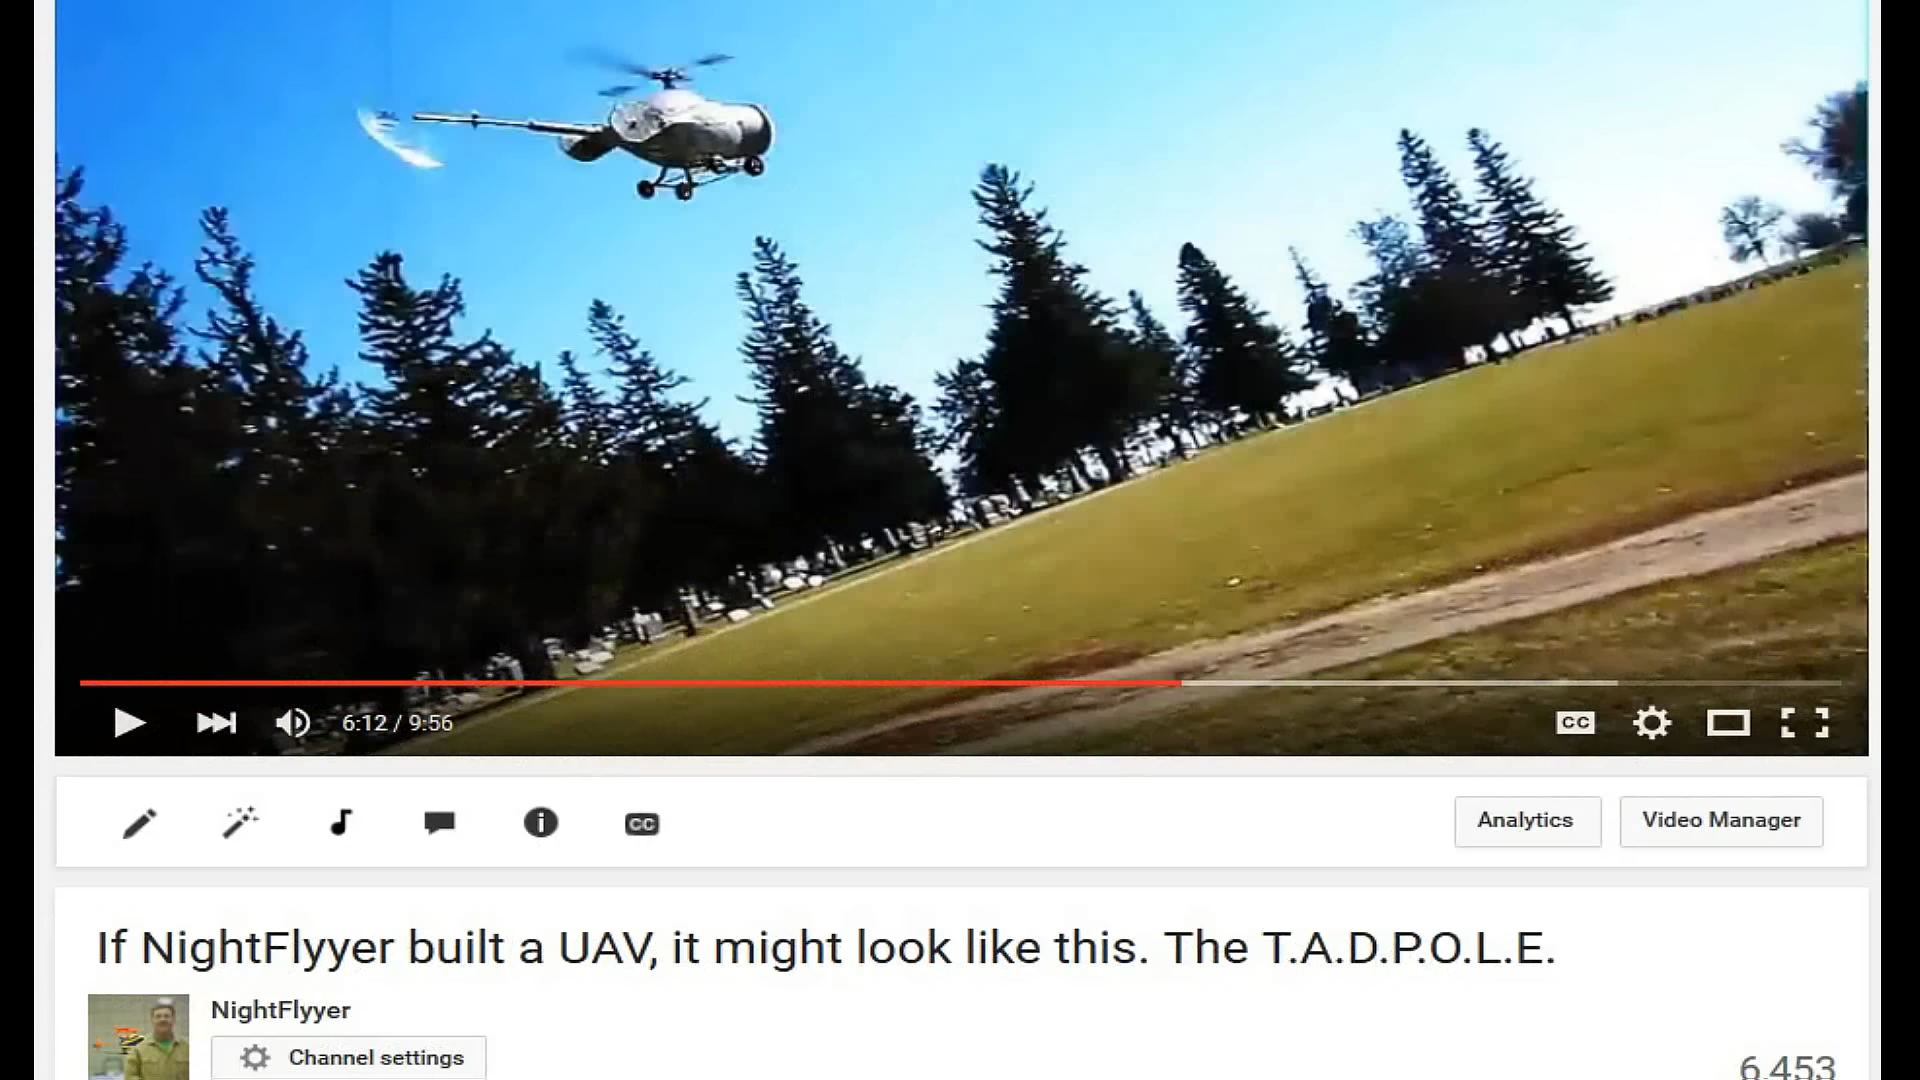 6:12 / 9:56
CC
CC
Analytics
Video Manager
If NightFlyyer built a UAV, it might look like this. The T.A.D.P.O.L.E.
NightFlyyer
Channel settings
6,453